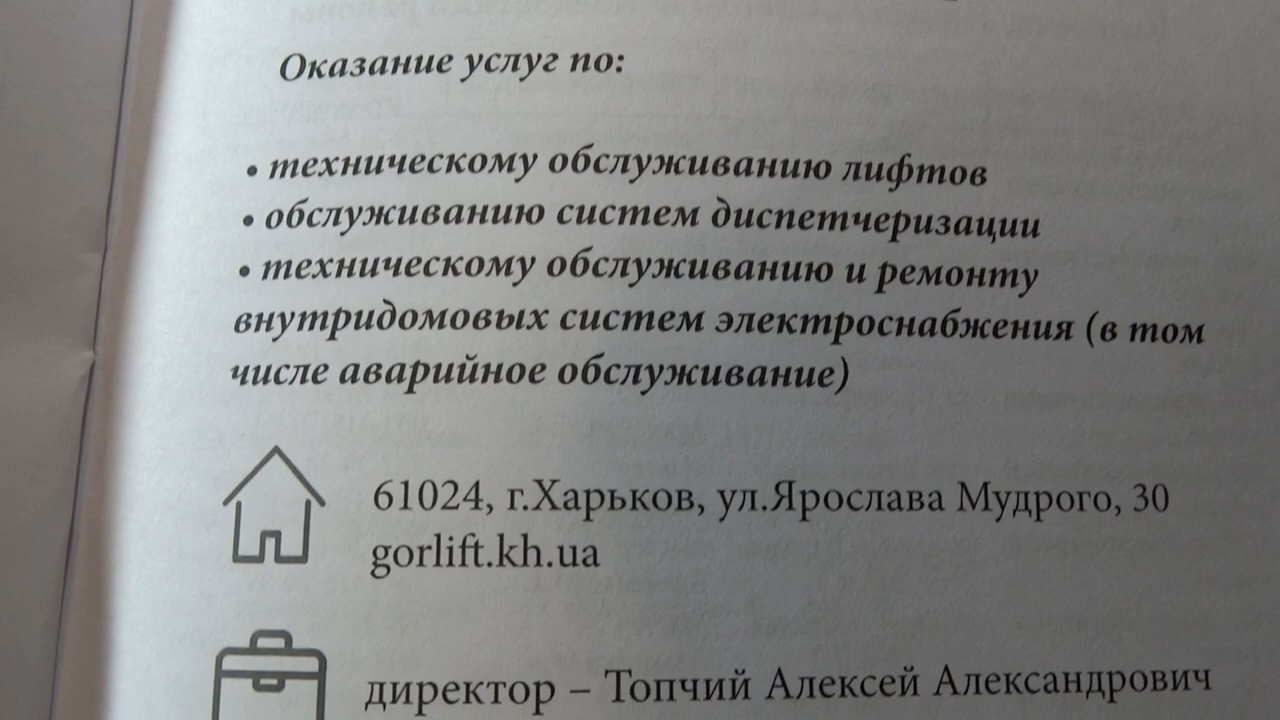 Оказание услуг по:
• техническому обслуживанию лифтов
• обслуживанию систем диспетчеризации
• техническому обслуживанию и ремонту
внутридомовых систем электроснабжения (в том
числе аварийное обслуживание)
61024, г.Харьков, ул.Ярослава Мудрого, 30
gorlift.kh.ua
директор – Топчий Алексей Александрович